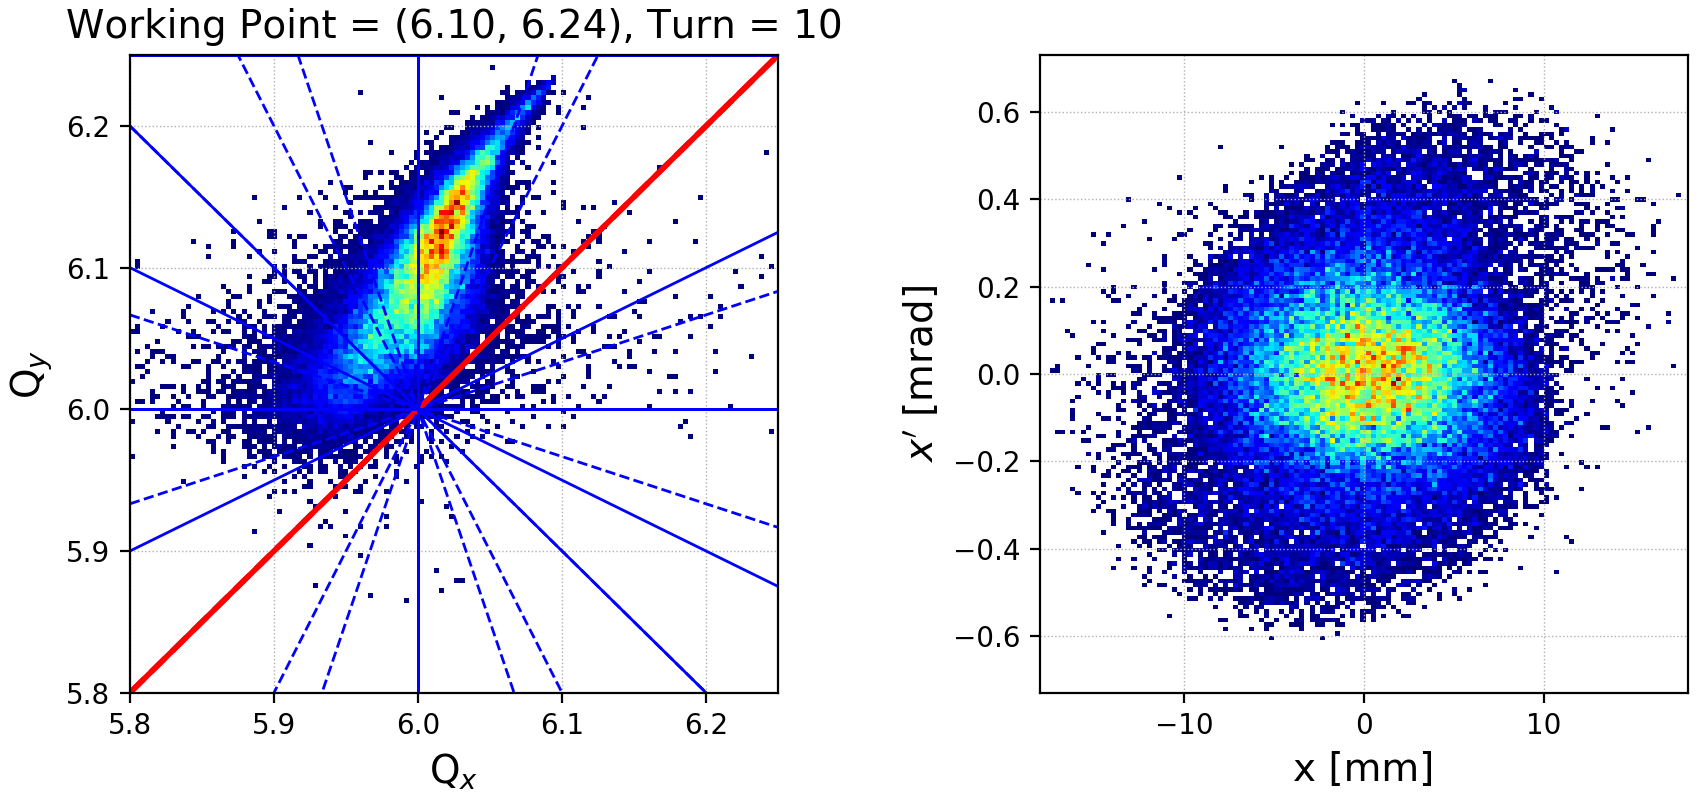 Working Point = (6.10, 6.24), Turn = 10
6.2
6.1
6.0
5.9
5.8
Q_y
5.8 5.9 6.0 6.1 6.2
Q_x
0.6
0.4
0.2
0.0
−0.2
−0.4
−0.6
x′ [mrad]
−10 0 10
x [mm]